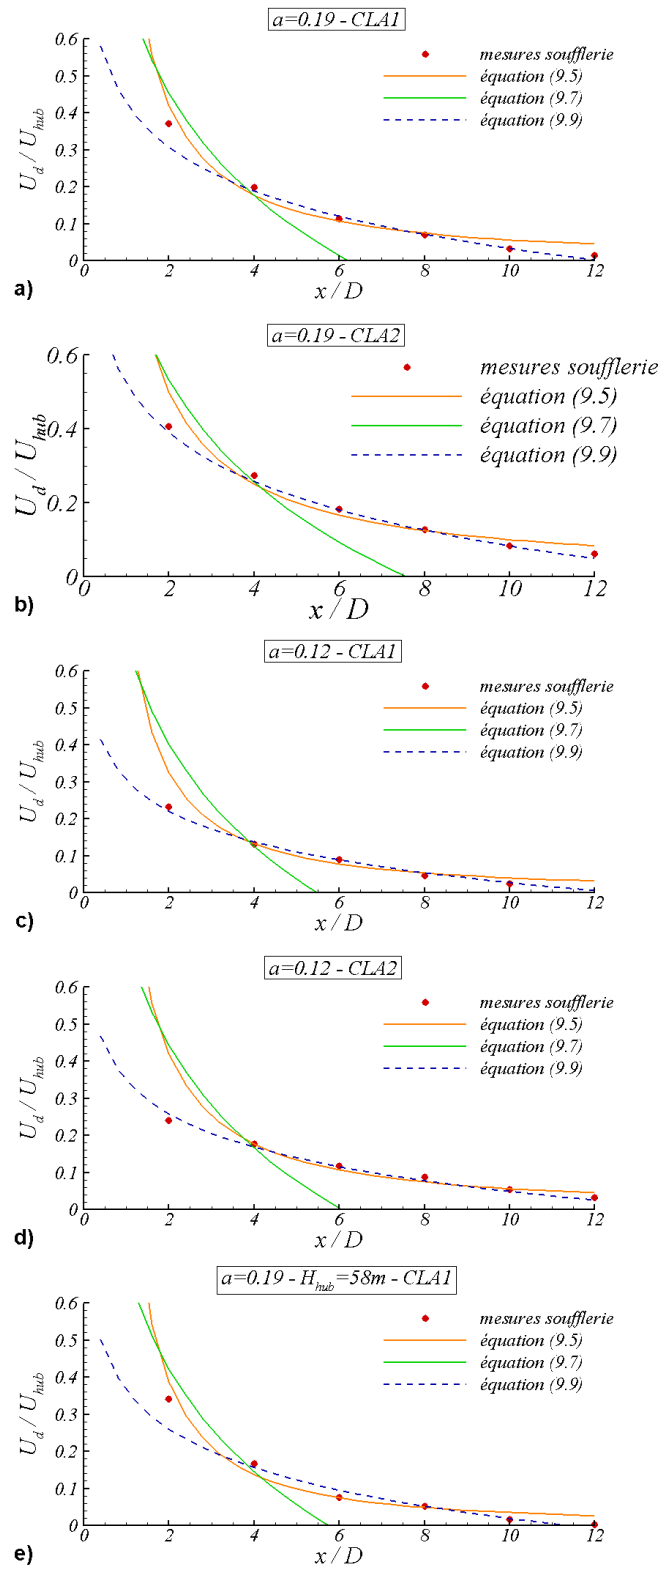 a=0.19 - CLA1
mesures soufflerie
équation (9.5)
équation (9.7)
équation (9.9)
0.6
0.5
0.4
0.3
0.2
0.1
0
U_d / U_hub
0 2 4 6 8 10 12
x / D
a)
a=0.19 - CLA2
mesures soufflerie
équation (9.5)
équation (9.7)
équation (9.9)
0.6
0.4
0.2
0
U_d / U_hub
0 2 4 6 8 10 12
x / D
b)
a=0.12 - CLA1
mesures soufflerie
équation (9.5)
équation (9.7)
équation (9.9)
0.6
0.5
0.4
0.3
0.2
0.1
0
U_d / U_hub
0 2 4 6 8 10 12
x / D
c)
a=0.12 - CLA2
mesures soufflerie
équation (9.5)
équation (9.7)
équation (9.9)
0.6
0.5
0.4
0.3
0.2
0.1
0
U_d / U_hub
0 2 4 6 8 10 12
x / D
d)
a=0.19 - H_hub=58m - CLA1
mesures soufflerie
équation (9.5)
équation (9.7)
équation (9.9)
0.6
0.5
0.4
0.3
0.2
0.1
0
U_d / U_hub
0 2 4 6 8 10 12
x / D
e)